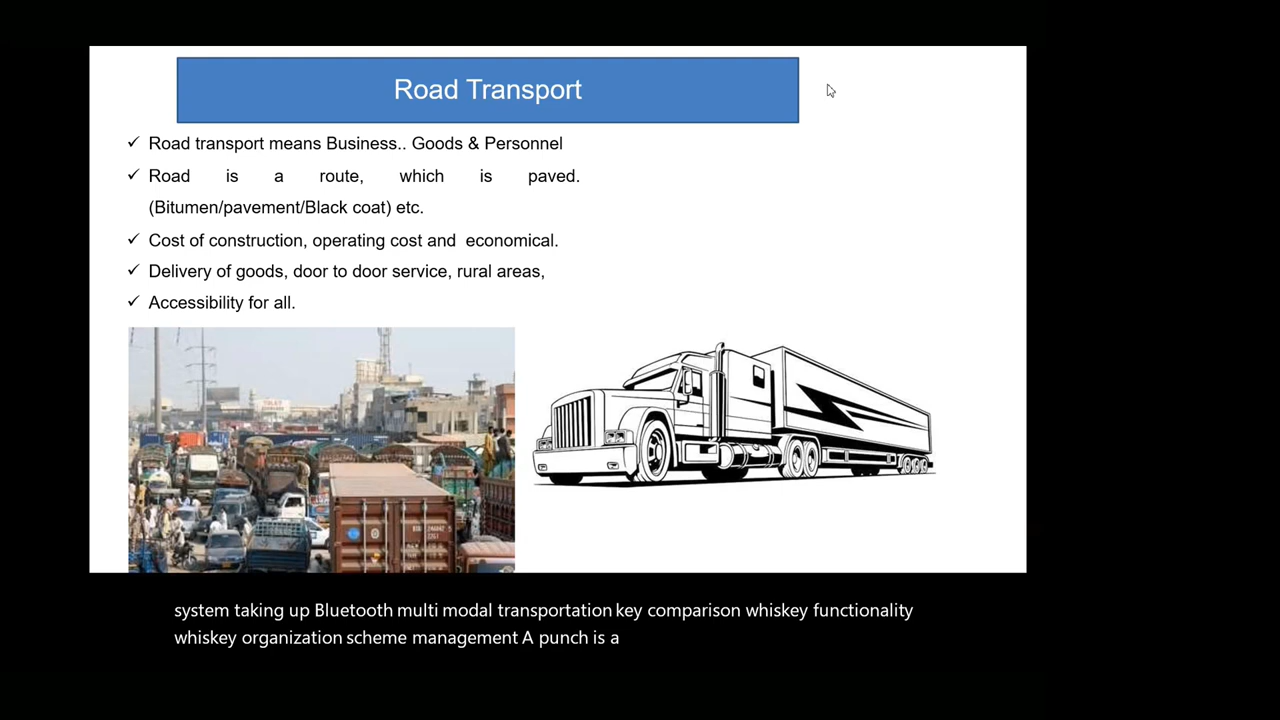 Road Transport
✓ Road transport means Business.. Goods & Personnel
✓ Road is a route, which is paved.
(Bitumen/pavement/Black coat) etc.
✓ Cost of construction, operating cost and economical.
✓ Delivery of goods, door to door service, rural areas,
✓ Accessibility for all.
system taking up Bluetooth multi modal transportation key comparison whiskey functionality
whiskey organization scheme management A punch is a